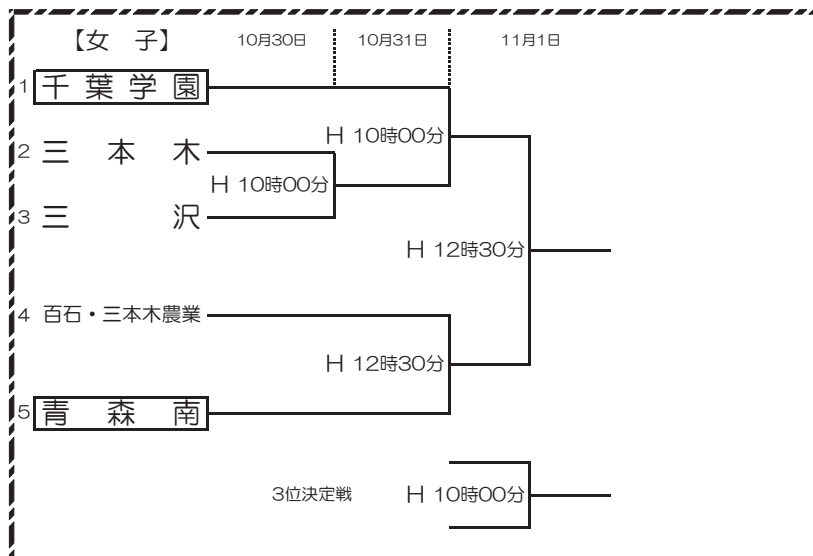 【女 子】 10月30日 10月31日 11月1日
1 千葉学園
H 10時00分
2 三本木
H 10時00分
3 三沢
H 12時30分
4 百石・三本木農業
H 12時30分
5 青森南
3位決定戦 H 10時00分